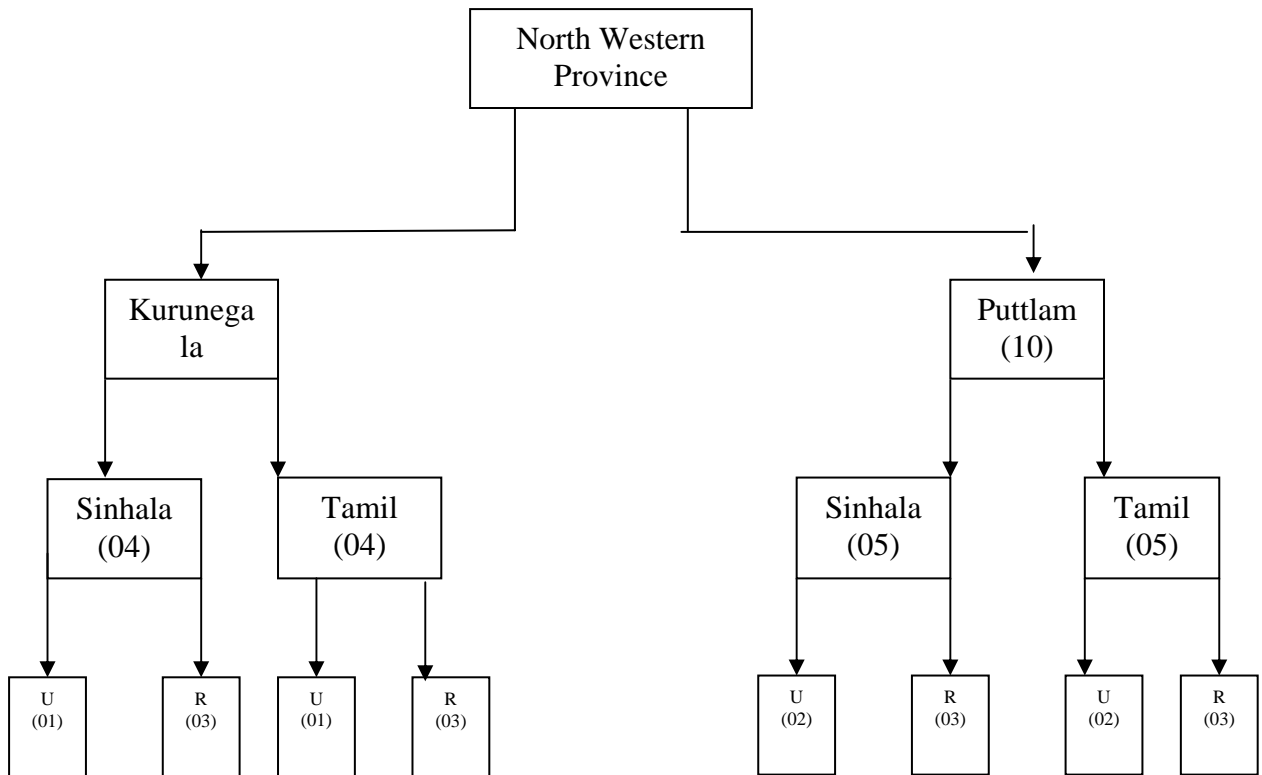 North Western
Province
Kurunega
la
Puttlam
(10)
Sinhala
(04)
Tamil
(04)
Sinhala
(05)
Tamil
(05)
U
(01)
R
(03)
U
(01)
R
(03)
U
(02)
R
(03)
U
(02)
R
(03)